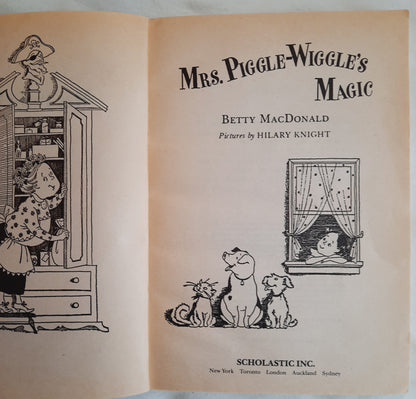 MRS. PIGGLE-WIGGLE'S
MAGIC
BETTY MACDONALD
Pictures by HILARY KNIGHT
SCHOLASTIC INC.
New York Toronto London Auckland Sydney